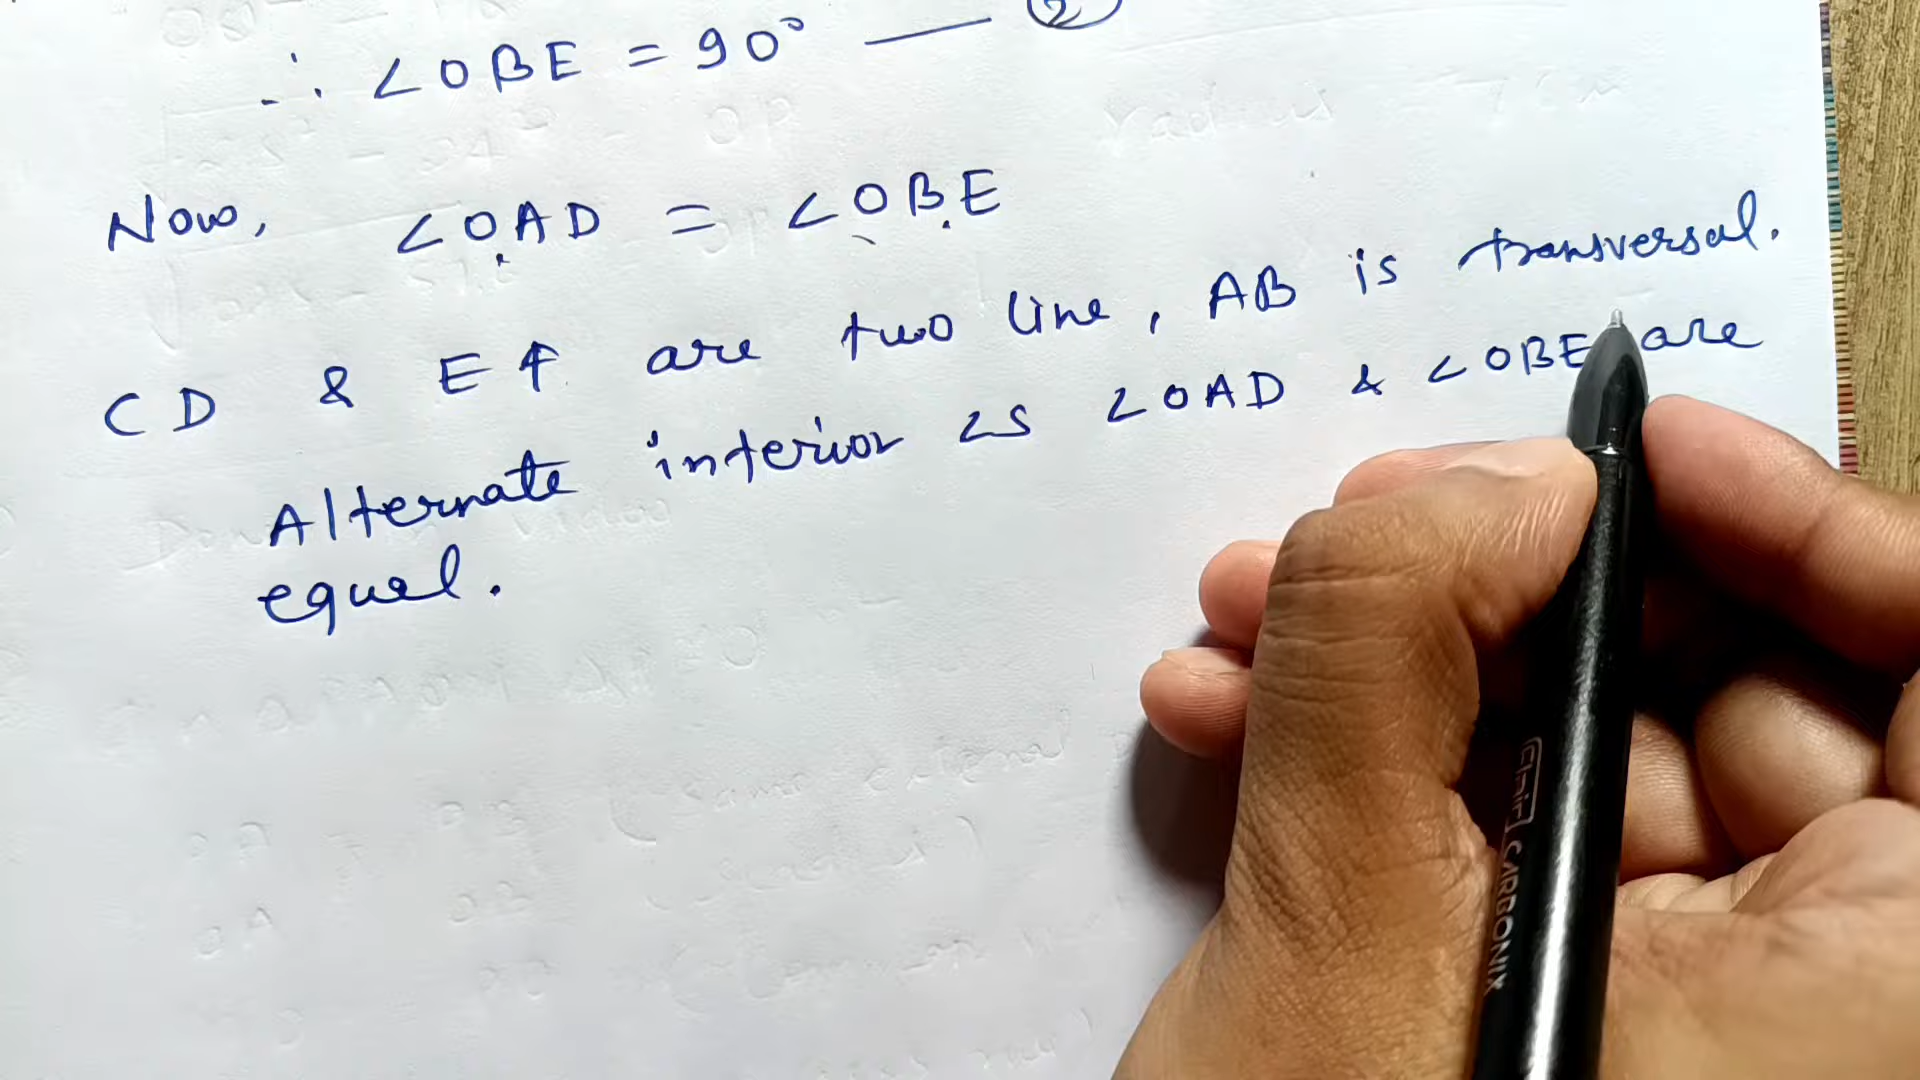 ∴ ∠OBE = 90° — ②
Now, ∠OAD = ∠OBE
CD & EF are two line, AB is transversal.
Alternate interior ∠s ∠OAD & ∠OBE are
equal.
CARBONIX